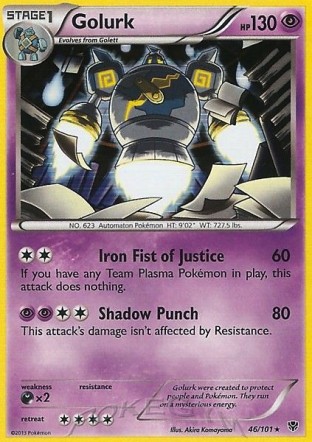 STAGE1 Golurk HP130
Evolves from Golett
NO. 623 Automaton Pokémon HT: 9'02" WT: 727.5 lbs.
Iron Fist of Justice 60
If you have any Team Plasma Pokémon in play, this
attack does nothing.
Shadow Punch 80
This attack's damage isn't affected by Resistance.
weakness resistance
×2
Golurk were created to protect
people and Pokémon. They run
on a mysterious energy.
retreat
©2013 Pokémon Illus. Akira Komayama 46/101★